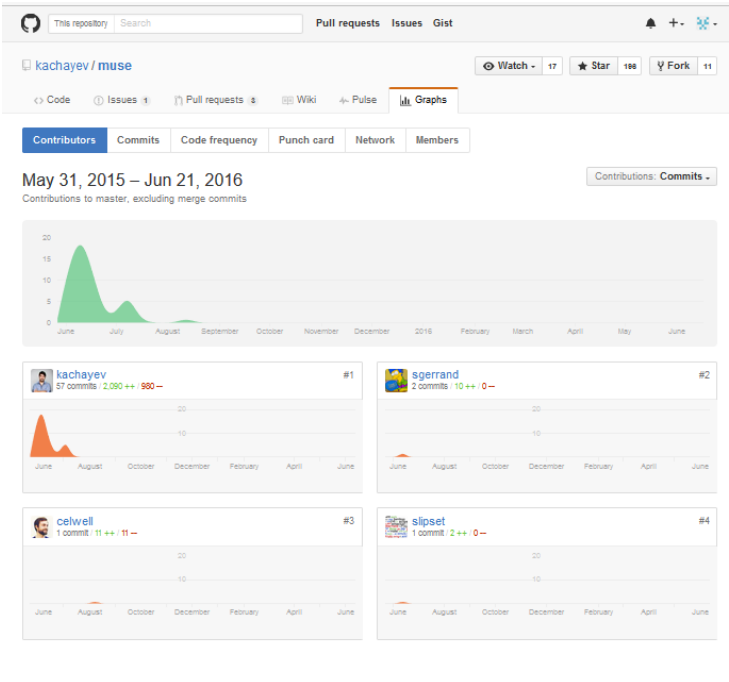 This repository Search Pull requests Issues Gist
kachayev / muse Watch 17 Star 186 Fork 11
Code Issues 1 Pull requests 3 Wiki Pulse Graphs
Contributors Commits Code frequency Punch card Network Members
May 31, 2015 – Jun 21, 2016 Contributions: Commits
Contributions to master, excluding merge commits
20
15
10
5
0
June July August September October November December 2016 February March April May June
kachayev #1
57 commits / 2,090 ++ / 980 --
20
10
June August October December February April June
sgerrand #2
2 commits / 10 ++ / 0 --
20
10
June August October December February April June
celwell #3
1 commit / 11 ++ / 11 --
20
10
June August October December February April June
slipset #4
1 commit / 2 ++ / 0 --
20
10
June August October December February April June